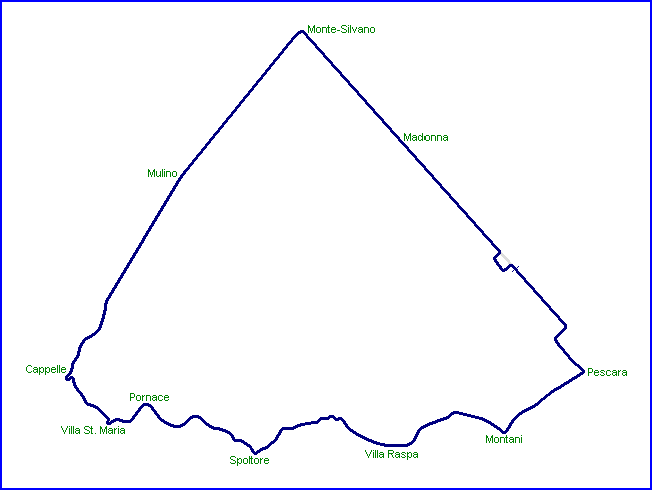 Monte-Silvano
Madonna
Mulino
Cappelle
Pescara
Pornace
Villa St. Maria
Montani
Villa Raspa
Spoltore